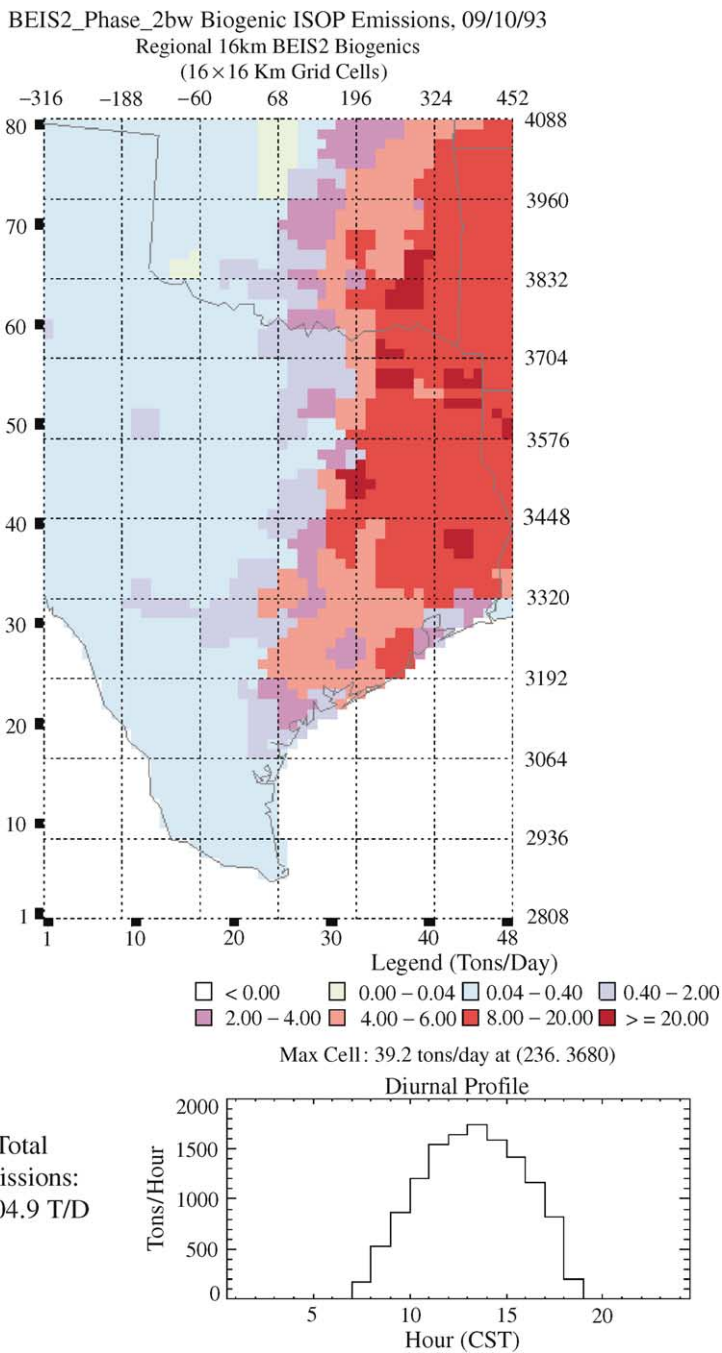 BEIS2_Phase_2bw Biogenic ISOP Emissions, 09/10/93
Regional 16km BEIS2 Biogenics
(16×16 Km Grid Cells)
−316 −188 −60 68 196 324 452
80 4088
3960
70
3832
60
3704
50 3576
40 3448
3320
30
3192
20
3064
10 2936
1 2808
1 10 20 30 40 48
Legend (Tons/Day)
< 0.00 0.00 – 0.04 0.04 – 0.40 0.40 – 2.00
2.00 – 4.00 4.00 – 6.00 8.00 – 20.00 > = 20.00
Max Cell: 39.2 tons/day at (236. 3680)
Diurnal Profile
Total
issions:
04.9 T/D
Tons/Hour
2000
1500
1000
500
0
5 10 15 20
Hour (CST)